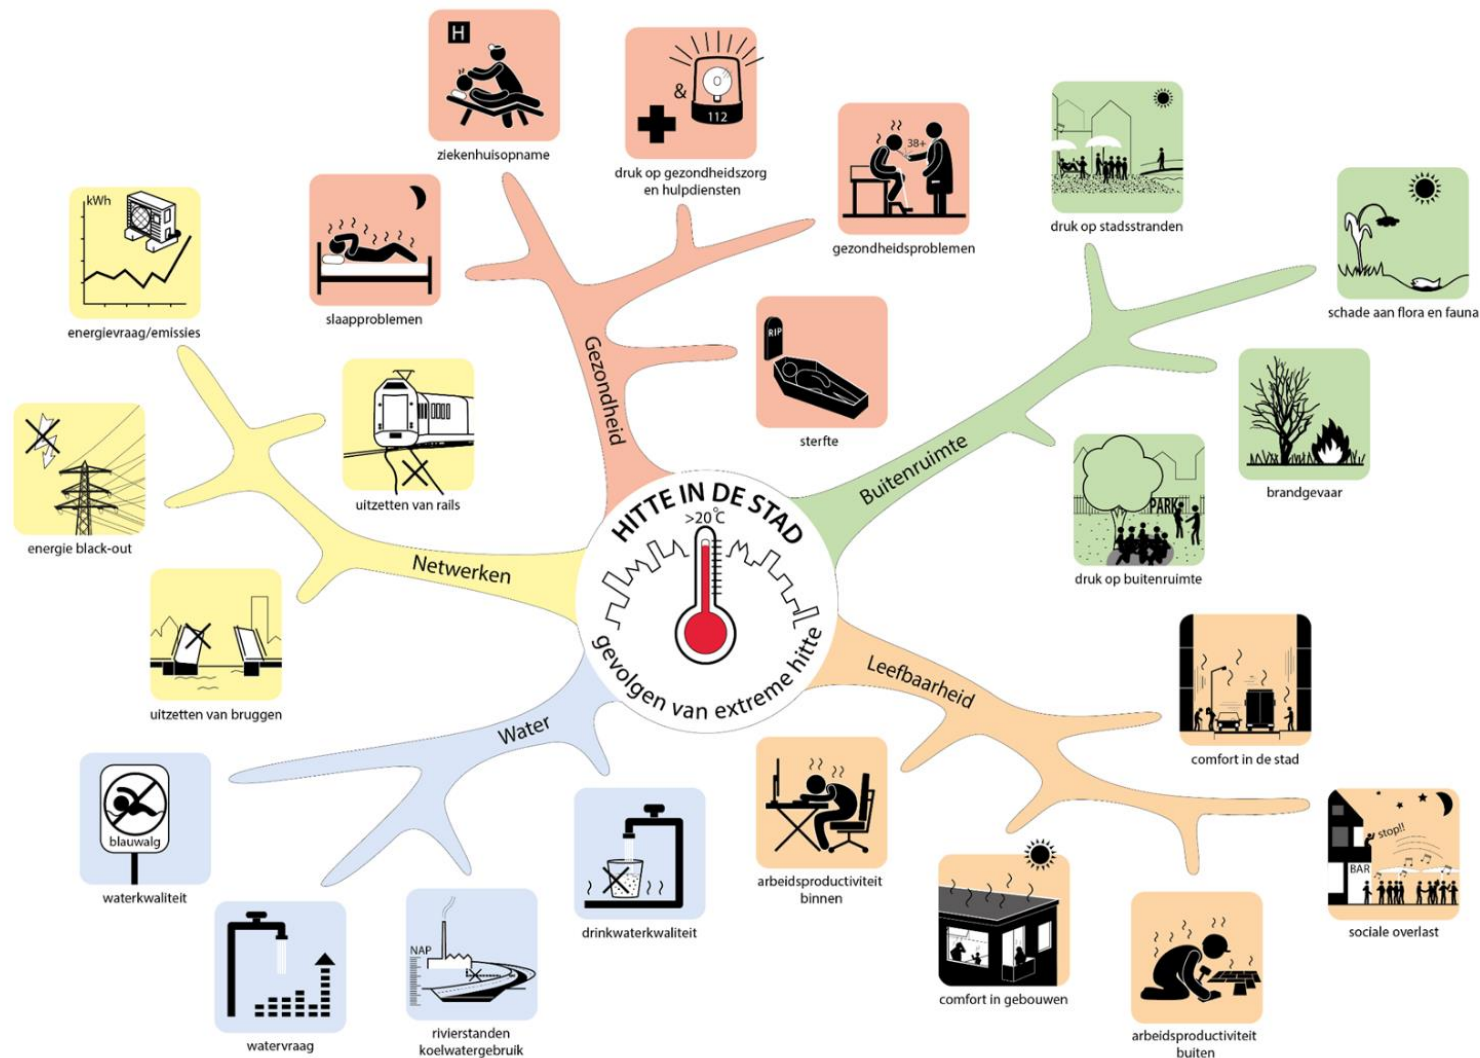 HITTE IN DE STAD
>20°C
gevolgen van extreme hitte
Gezondheid
H
ziekenhuisopname
&
112
druk op gezondheidszorg
en hulpdiensten
38+
gezondheidsproblemen
slaapproblemen
RIP
sterfte
Buitenruimte
druk op stadsstranden
schade aan flora en fauna
brandgevaar
PARK
druk op buitenruimte
Leefbaarheid
comfort in de stad
stop!!
BAR
sociale overlast
arbeidsproductiviteit
binnen
comfort in gebouwen
arbeidsproductiviteit
buiten
Water
blauwalg
waterkwaliteit
watervraag
NAP
rivierstanden
koelwatergebruik
drinkwaterkwaliteit
Netwerken
kWh
energievraag/emissies
uitzetten van rails
energie black-out
uitzetten van bruggen